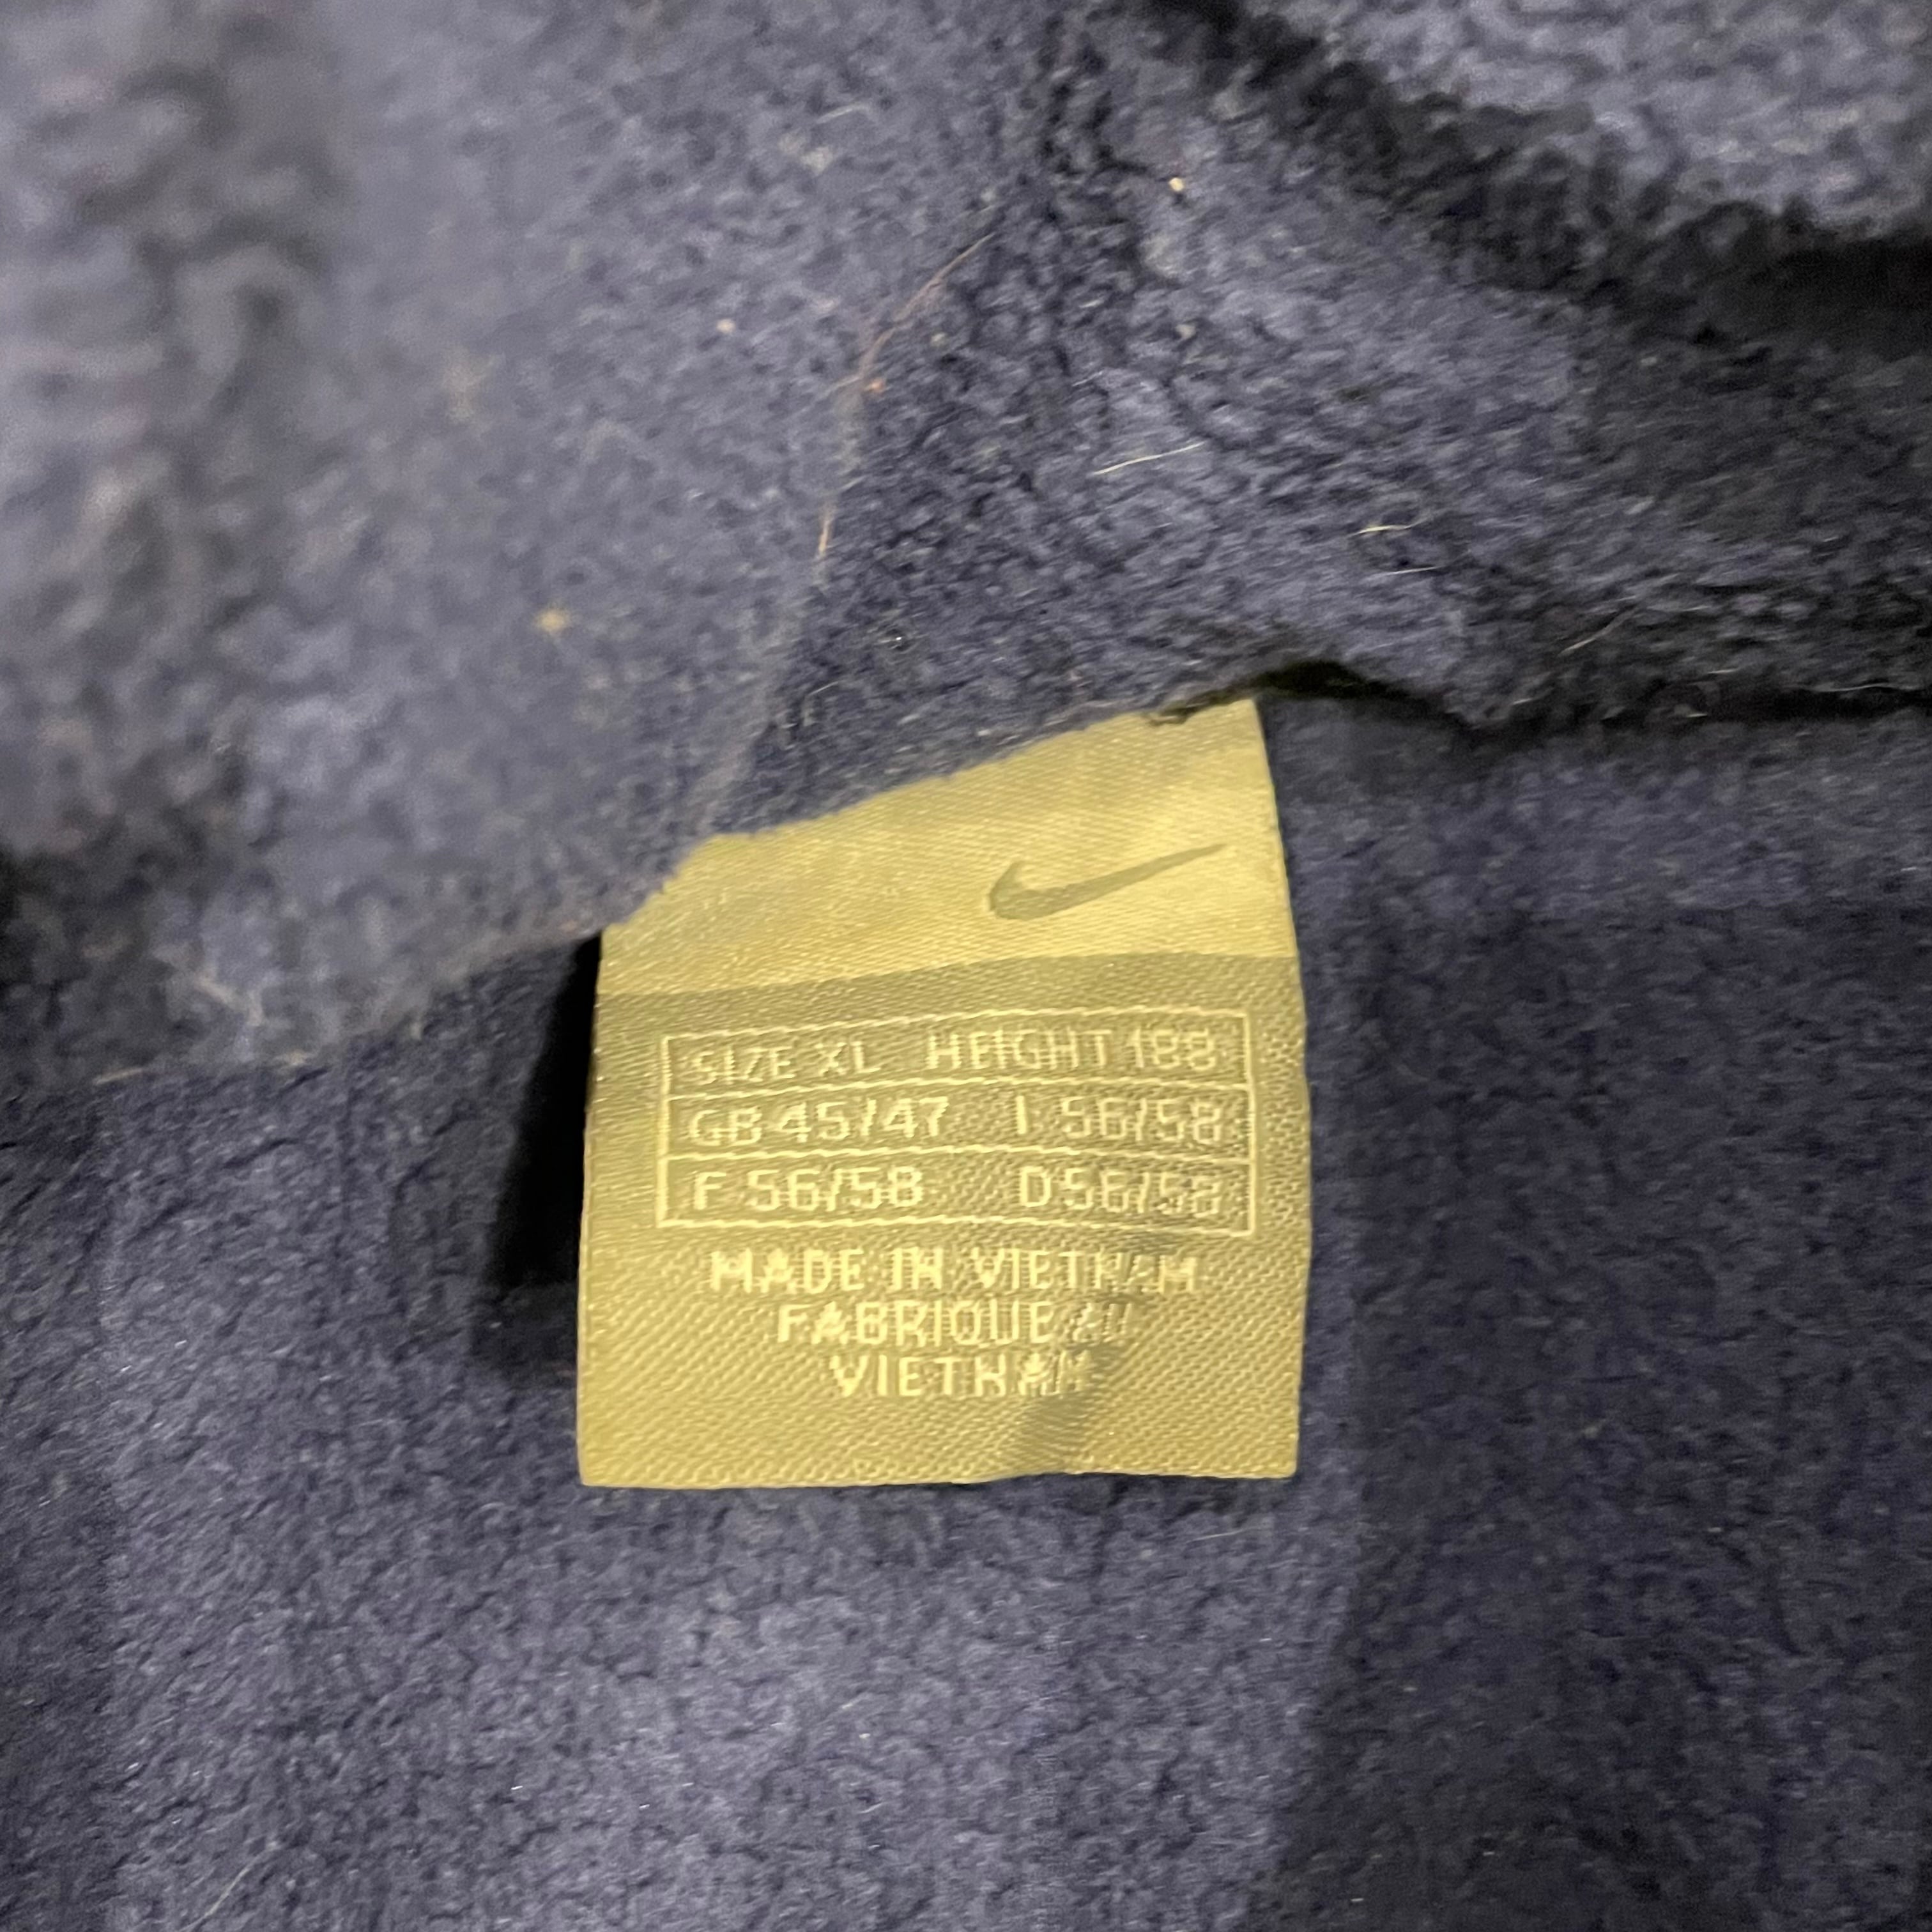 SIZE XL HEIGHT 188
GB 45/47 I 56/58
F 56/58 D 56/58
MADE IN VIETNAM
FABRIQUE AU
VIETNAM